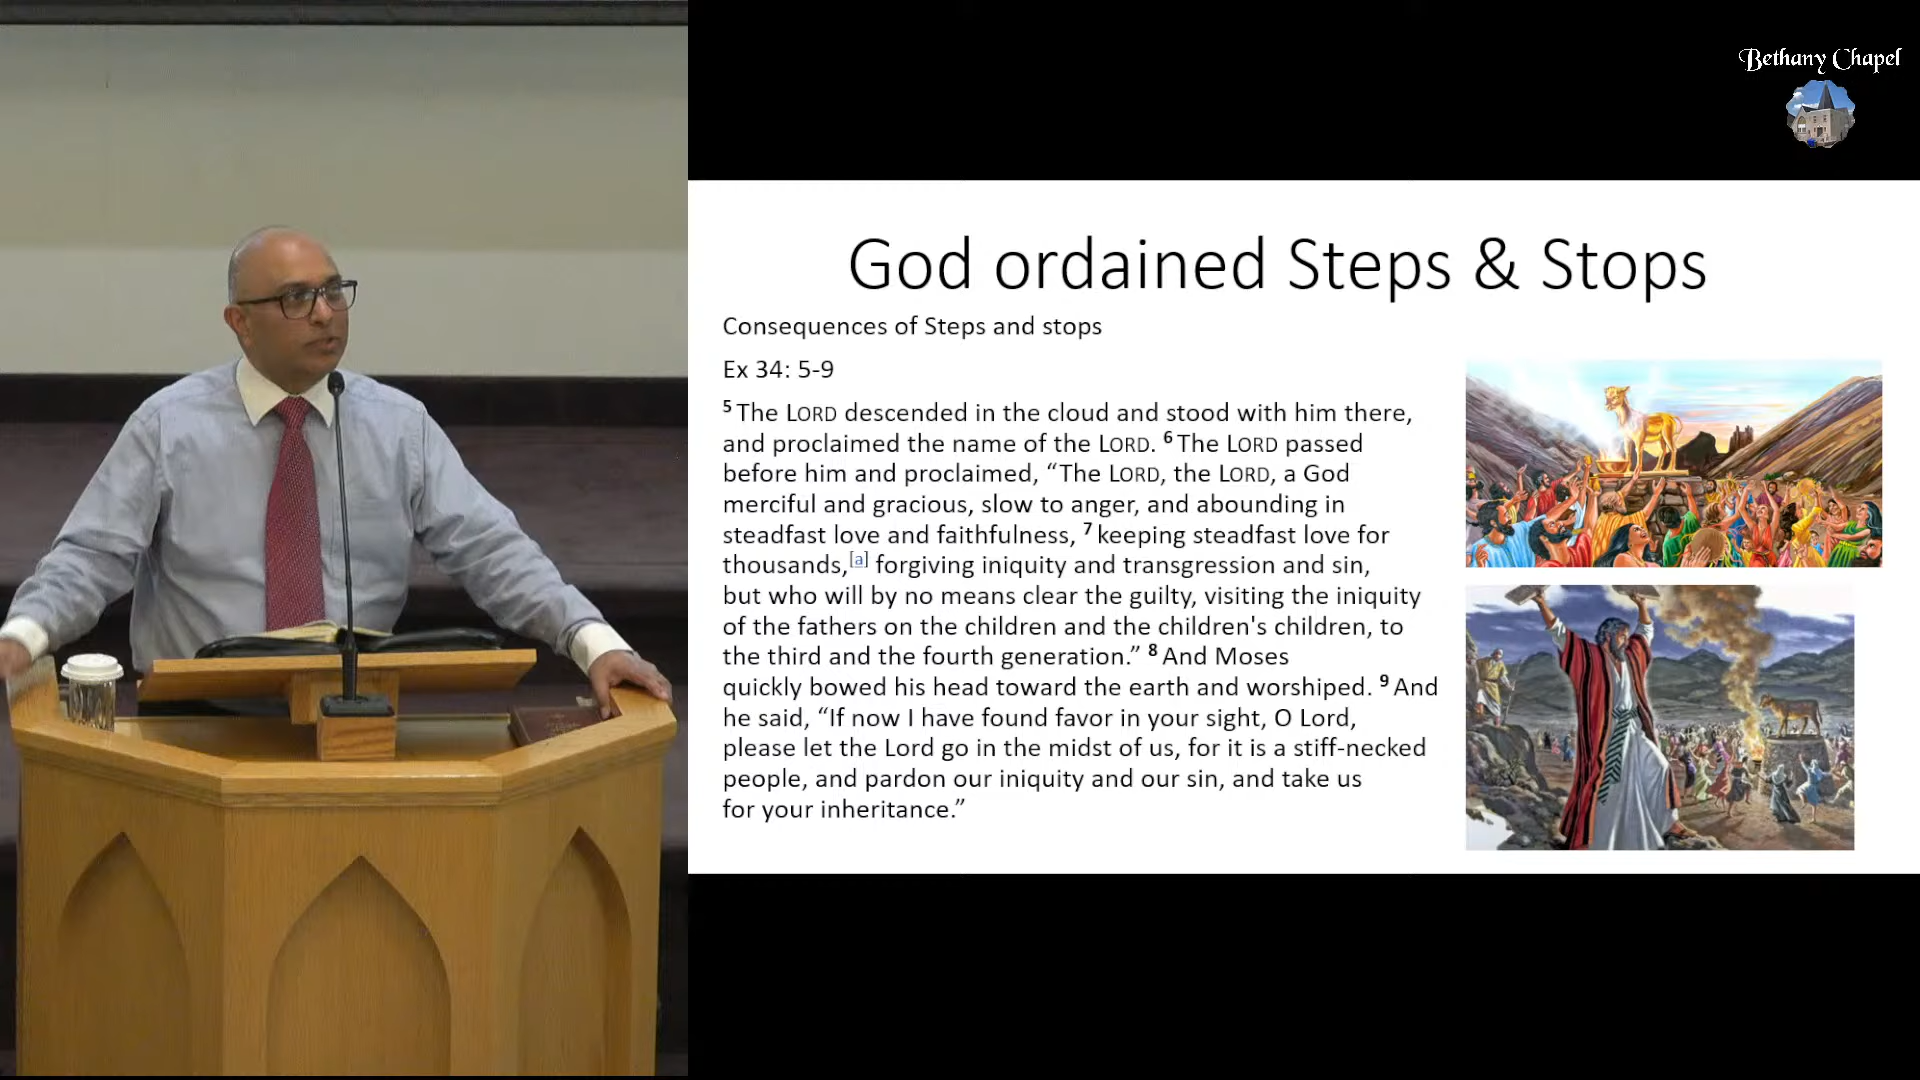 Bethany Chapel
God ordained Steps & Stops
Consequences of Steps and stops
Ex 34: 5-9
5 The LORD descended in the cloud and stood with him there,
and proclaimed the name of the LORD. 6 The LORD passed
before him and proclaimed, “The LORD, the LORD, a God
merciful and gracious, slow to anger, and abounding in
steadfast love and faithfulness, 7 keeping steadfast love for
thousands,[a] forgiving iniquity and transgression and sin,
but who will by no means clear the guilty, visiting the iniquity
of the fathers on the children and the children's children, to
the third and the fourth generation.” 8 And Moses
quickly bowed his head toward the earth and worshiped. 9 And
he said, “If now I have found favor in your sight, O Lord,
please let the Lord go in the midst of us, for it is a stiff-necked
people, and pardon our iniquity and our sin, and take us
for your inheritance.”